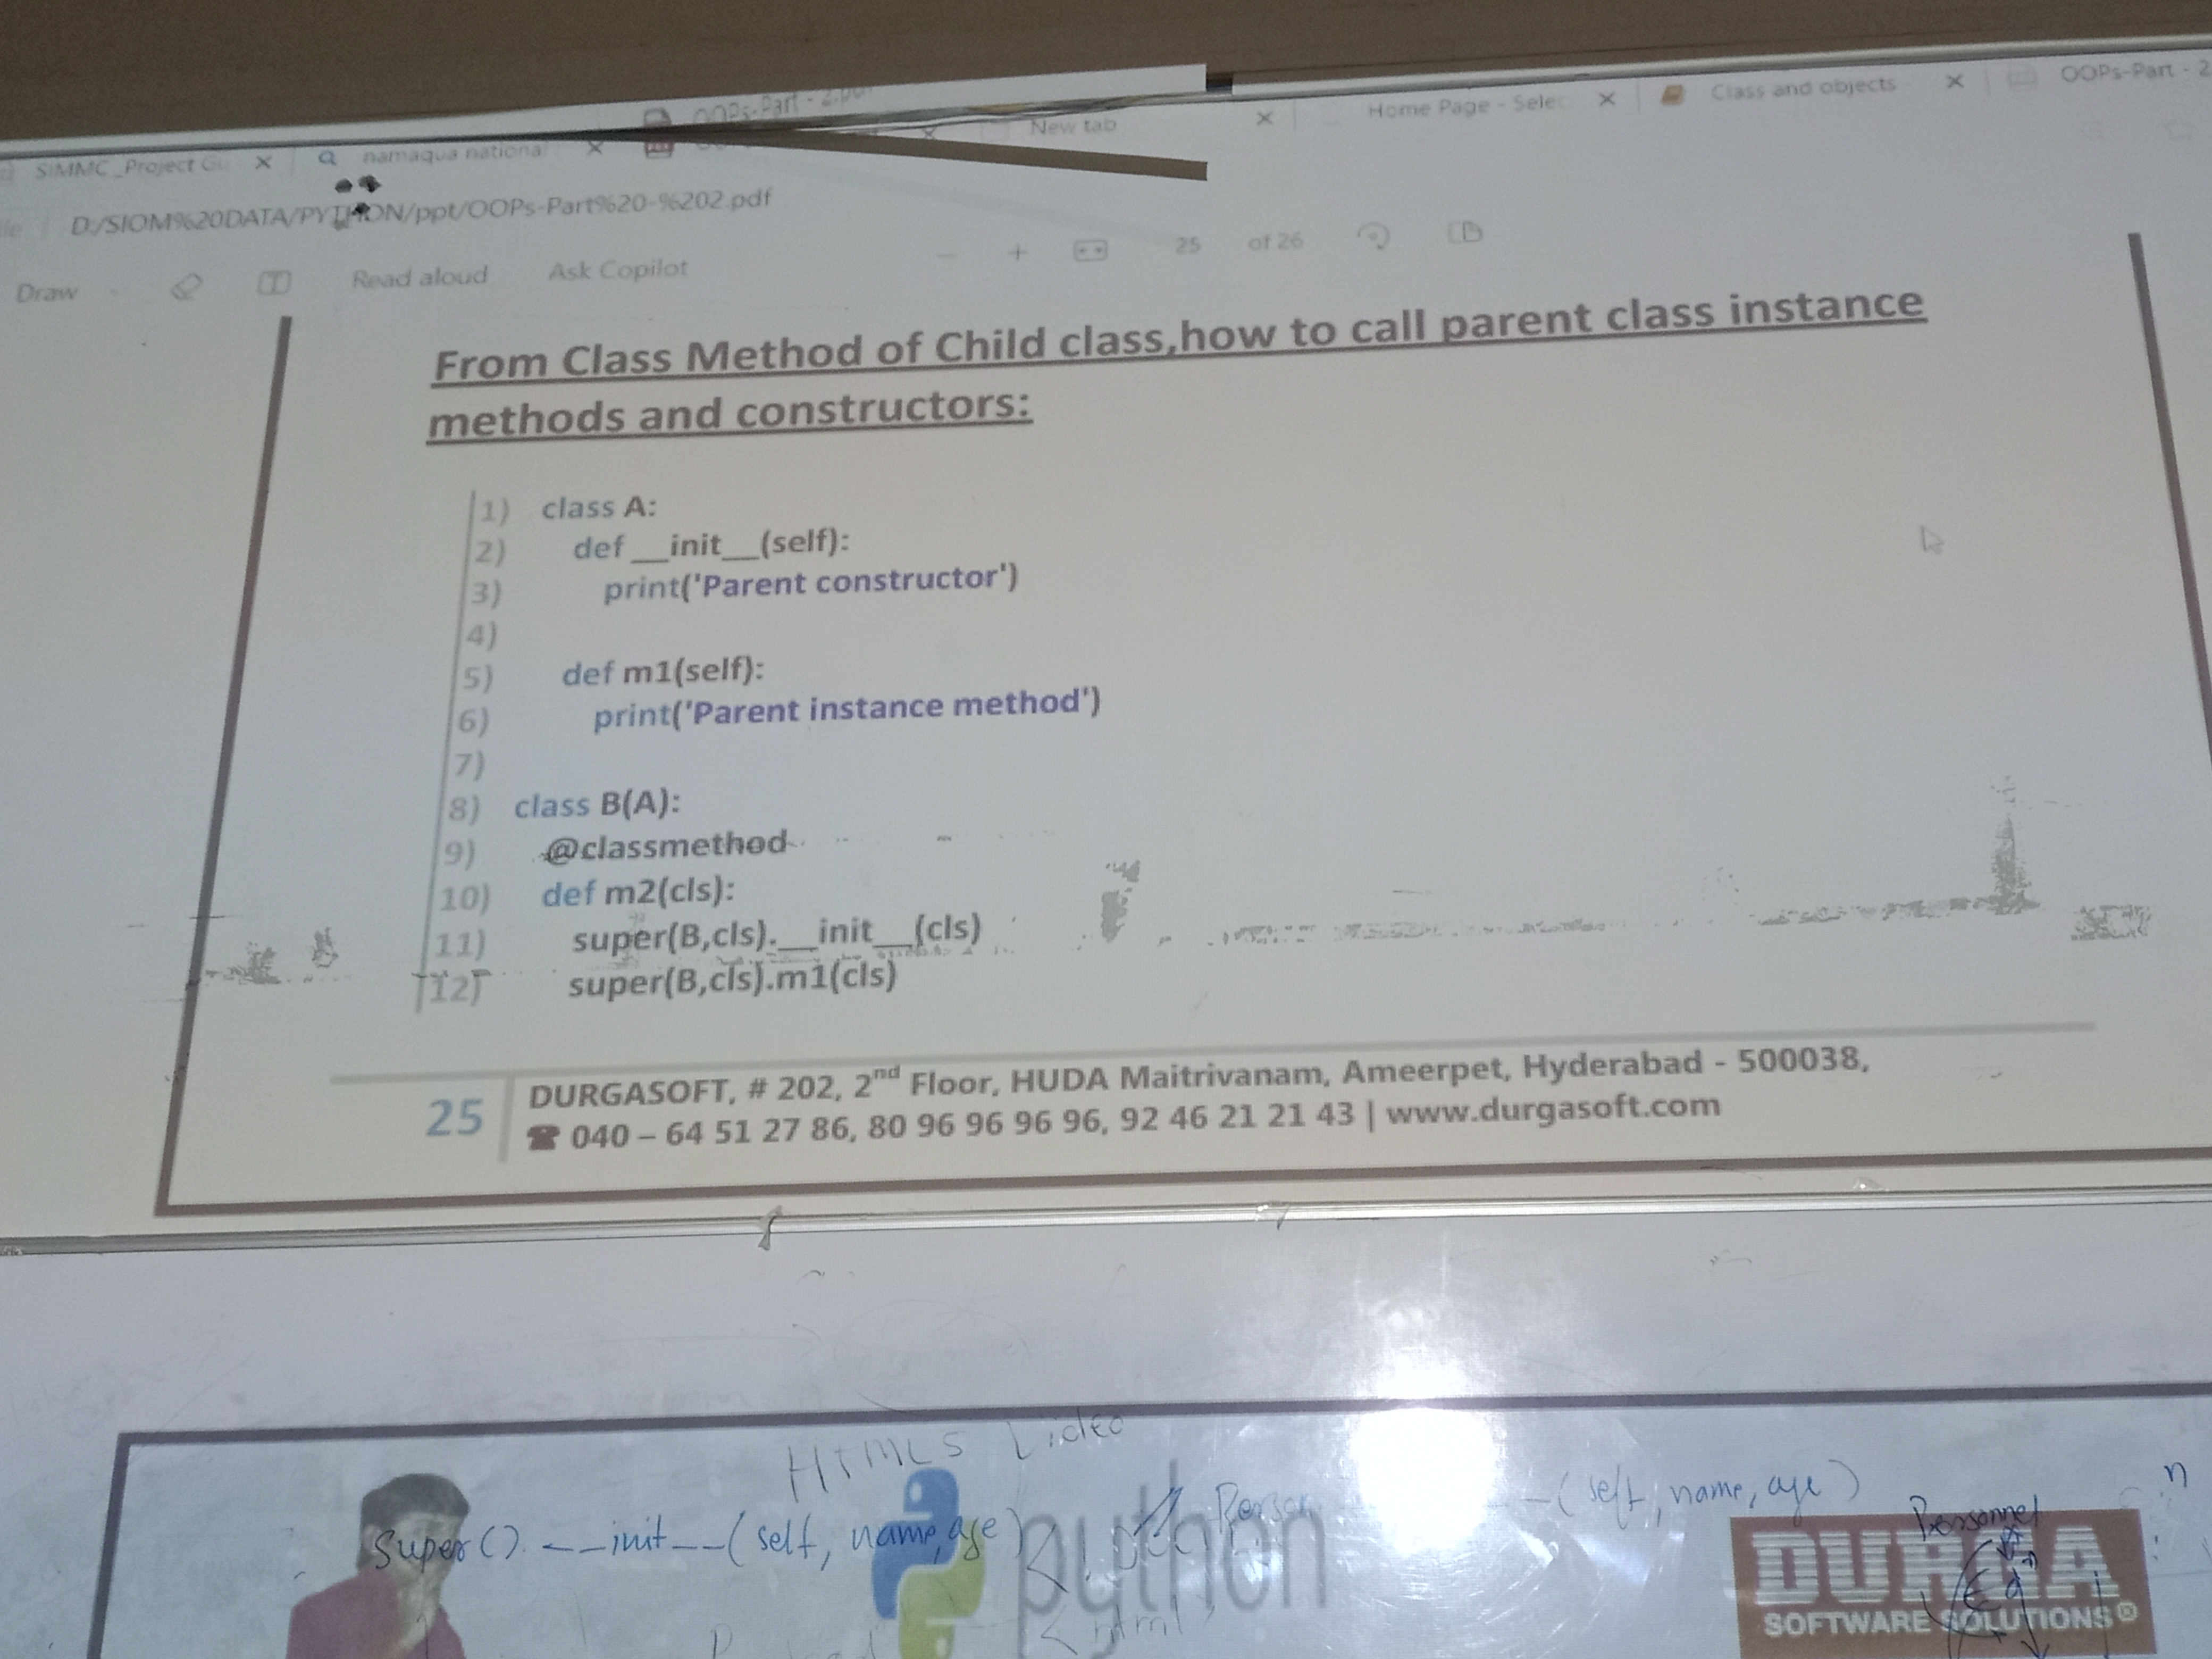 OOPs-Part - 2.pdf
SIMMC_Project Gu
namaqua national
New tab
Home Page - Selec
Class and objects
OOPs-Part - 2
D:/SIOM%20DATA/PYTHON/ppt/OOPs-Part%20-%202.pdf
Draw
Read aloud
Ask Copilot
25 of 26
From Class Method of Child class,how to call parent class instance
methods and constructors:
1) class A:
2) def __init__(self):
3) print('Parent constructor')
4)
5) def m1(self):
6) print('Parent instance method')
7)
8) class B(A):
9) @classmethod
10) def m2(cls):
11) super(B,cls).__init__(cls)
12) super(B,cls).m1(cls)
25
DURGASOFT, # 202, 2nd Floor, HUDA Maitrivanam, Ameerpet, Hyderabad - 500038,
☎ 040 – 64 51 27 86, 80 96 96 96 96, 92 46 21 21 43 | www.durgasoft.com
HTML5 Video
super().__init__(self, name, age)
Person
(self, name, age)
Personnel
n
python
<html
DURGA
SOFTWARE SOLUTIONS®